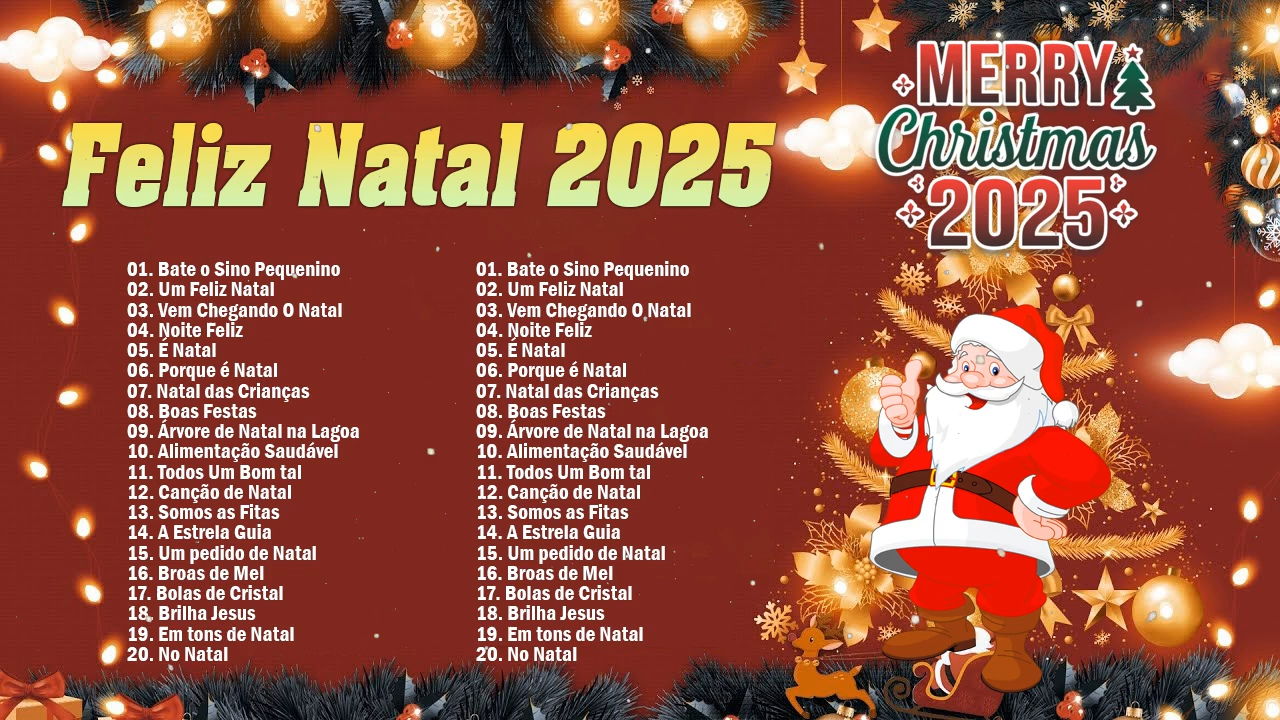 Feliz Natal 2025
MERRY
Christmas
2025
01. Bate o Sino Pequenino
02. Um Feliz Natal
03. Vem Chegando O Natal
04. Noite Feliz
05. É Natal
06. Porque é Natal
07. Natal das Crianças
08. Boas Festas
09. Árvore de Natal na Lagoa
10. Alimentação Saudável
11. Todos Um Bom tal
12. Canção de Natal
13. Somos as Fitas
14. A Estrela Guia
15. Um pedido de Natal
16. Broas de Mel
17. Bolas de Cristal
18. Brilha Jesus
19. Em tons de Natal
20. No Natal
01. Bate o Sino Pequenino
02. Um Feliz Natal
03. Vem Chegando O Natal
04. Noite Feliz
05. É Natal
06. Porque é Natal
07. Natal das Crianças
08. Boas Festas
09. Árvore de Natal na Lagoa
10. Alimentação Saudável
11. Todos Um Bom tal
12. Canção de Natal
13. Somos as Fitas
14. A Estrela Guia
15. Um pedido de Natal
16. Broas de Mel
17. Bolas de Cristal
18. Brilha Jesus
19. Em tons de Natal
20. No Natal